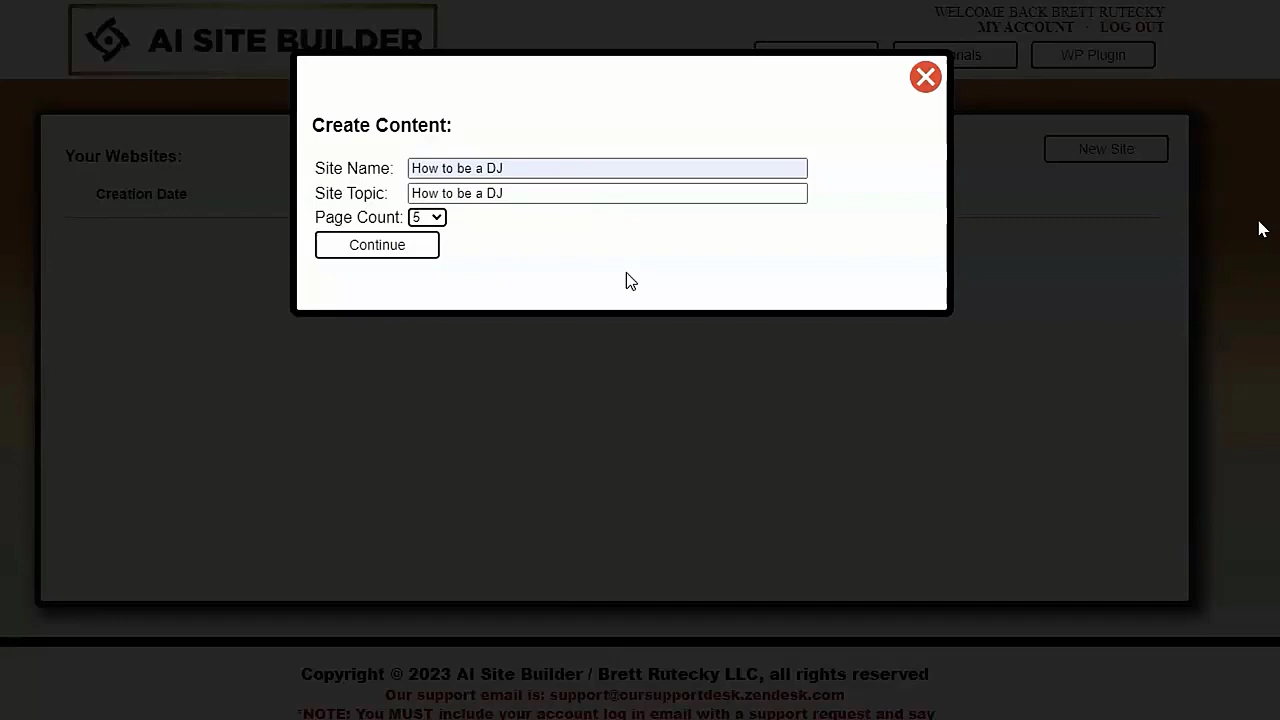 AI SITE BUILDER
WELCOME BACK BRETT RUTECKY
MY ACCOUNT · LOG OUT
WP Plugin
Create Content:
Site Name: How to be a DJ
Site Topic: How to be a DJ
Page Count: 5
Continue
Your Websites:
New Site
Creation Date
Copyright © 2023 AI Site Builder / Brett Rutecky LLC, all rights reserved
Our support email is: support@oursupportdesk.zendesk.com
*NOTE: You MUST include your account log in email with a support request and say